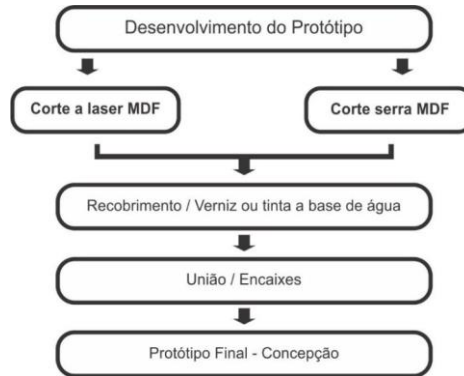 Desenvolvimento do Protótipo
Corte a laser MDF
Corte serra MDF
Recobrimento / Verniz ou tinta a base de água
União / Encaixes
Protótipo Final - Concepção